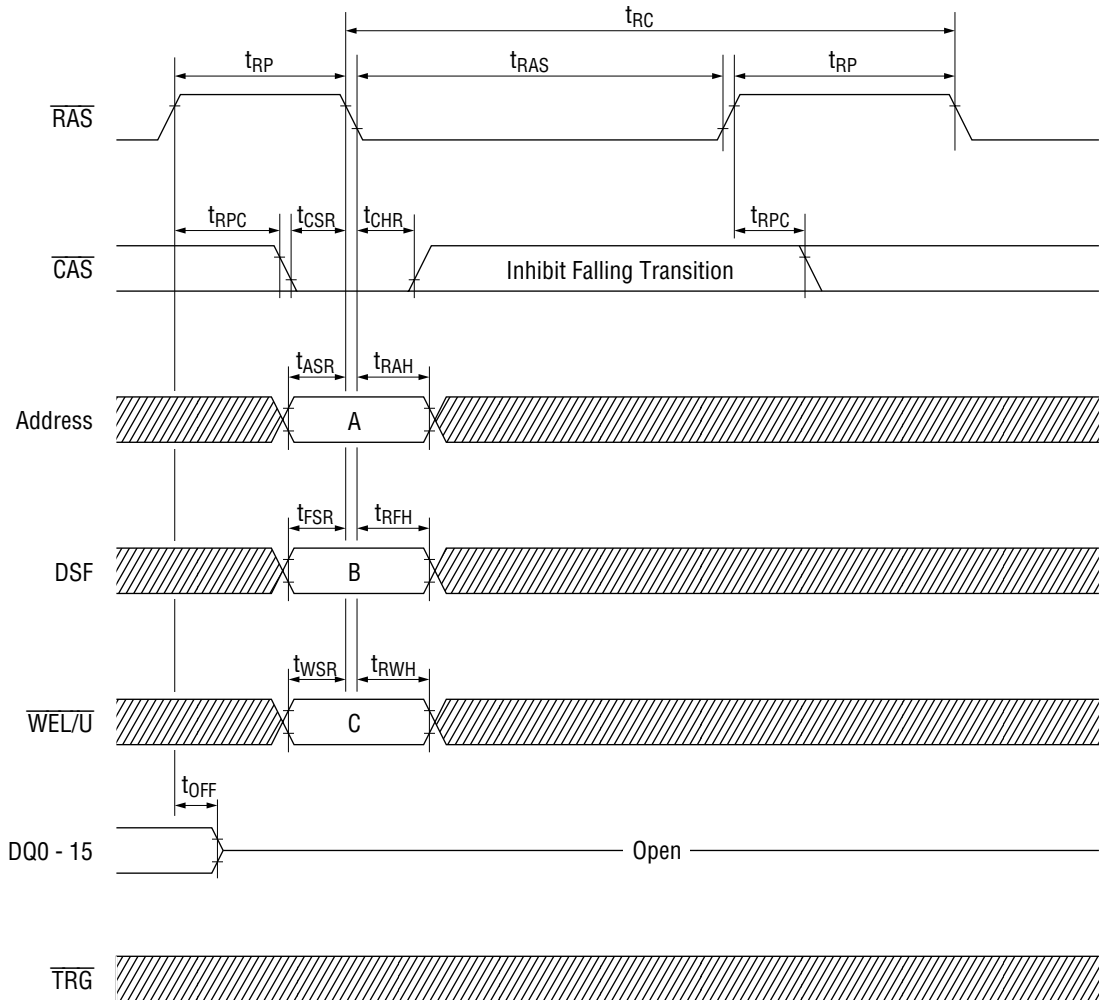 tRC
tRP tRAS tRP
RAS
tRPC tCSR tCHR tRPC
CAS Inhibit Falling Transition
tASR tRAH
Address A
tFSR tRFH
DSF B
tWSR tRWH
WEL/U C
tOFF
DQ0 - 15 Open
TRG